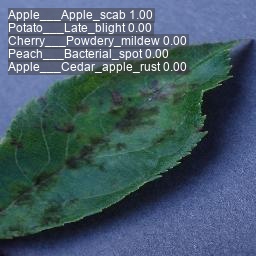 Apple___Apple_scab 1.00
Potato___Late_blight 0.00
Cherry___Powdery_mildew 0.00
Peach___Bacterial_spot 0.00
Apple___Cedar_apple_rust 0.00